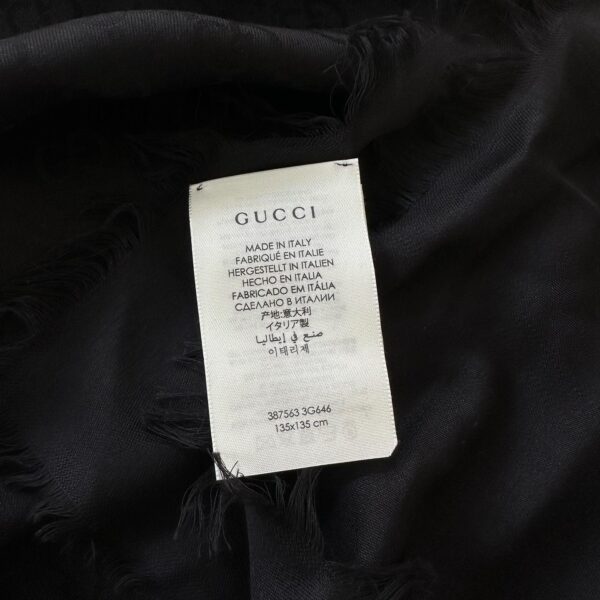 GUCCI
MADE IN ITALY
FABRIQUÉ EN ITALIE
HERGESTELLT IN ITALIEN
HECHO EN ITALIA
FABRICADO EM ITÁLIA
СДЕЛАНО В ИТАЛИИ
产地:意大利
イタリア製
صنع في إيطاليا
이테리제
387563 3G646
135x135 cm